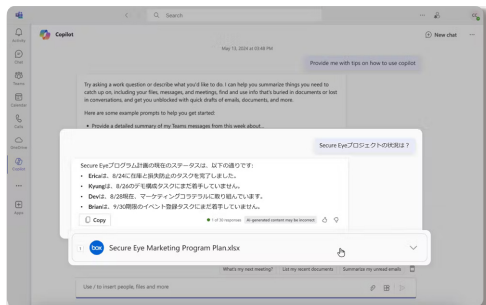 Search
Copilot
New chat
May 13, 2024 at 03:48 PM
Provide me with tips on how to use copilot
Try asking a work question or describe what you'd like to do. I can help you summarize things you need to
catch up on, including your files, messages, and meetings, find and use info that's buried in documents or lost
in conversations, and get you unblocked with quick drafts of emails, documents, and more.
Here are some example prompts to help you get started:
• Provide a detailed summary of my Teams messages from this week about...
Secure Eyeプロジェクトの状況は？
Secure Eyeプログラム計画の現在のステータスは、以下の通りです:
• Ericaは、8/24に在庫と損失防止のタスクを完了しました。
• Kyungは、8/26のデモ構成タスクにまだ着手していません。
• Deviは、8/28現在、マーケティングコラテラルに取り組んでいます。
• Brianは、9/30期限のイベント登録タスクにまだ着手していません。
Copy
1 of 30 responses
AI-generated content may be incorrect
1
box
Secure Eye Marketing Program Plan.xlsx
What's my next meeting?
List my recent documents
Summarize my unread emails
Use / to insert people, files and more
Activity
Chat
Teams
Calendar
Calls
OneDrive
Copilot
Apps